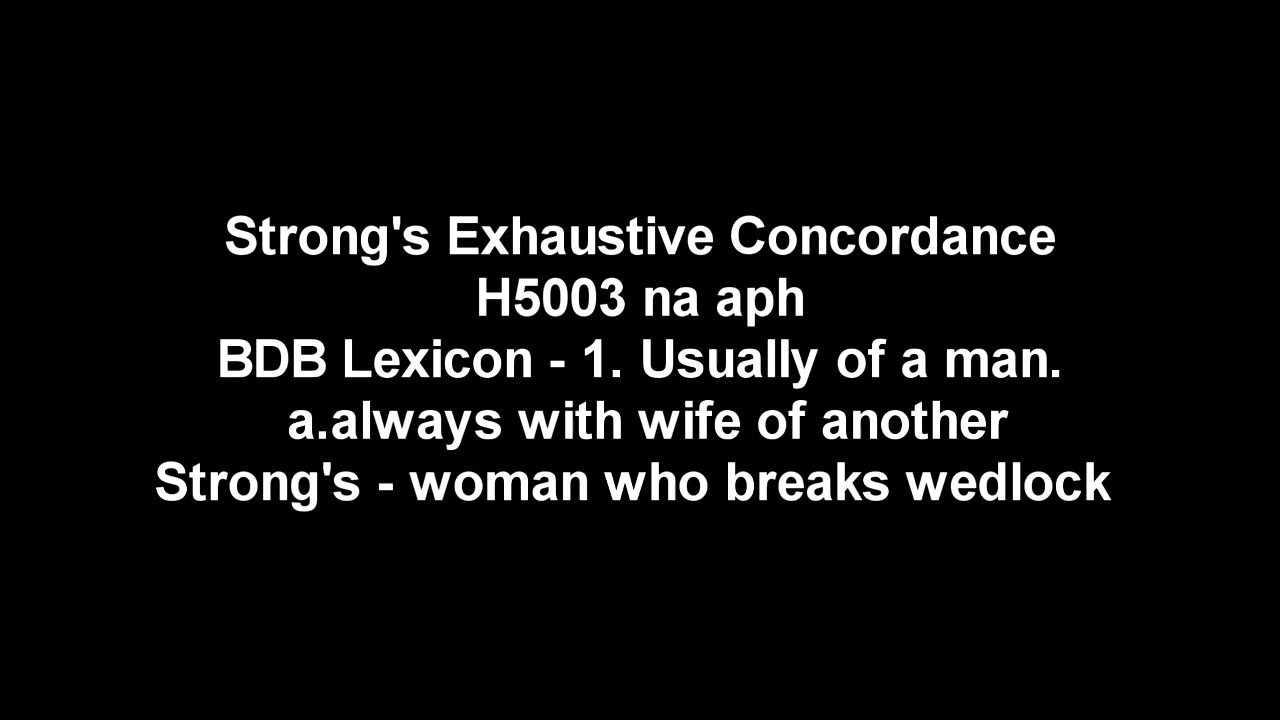 Strong's Exhaustive Concordance
H5003 na aph
BDB Lexicon - 1. Usually of a man.
a.always with wife of another
Strong's - woman who breaks wedlock